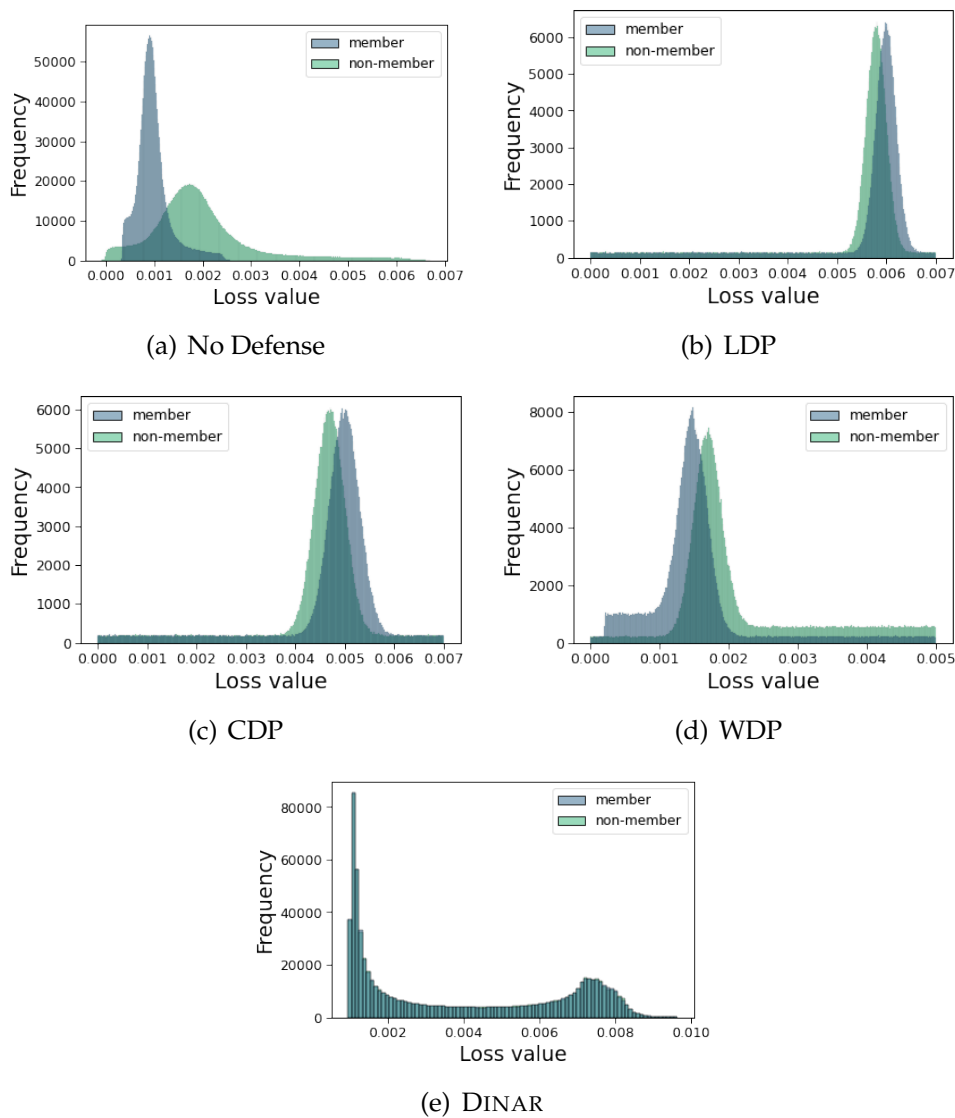 member
non-member
Frequency
50000
40000
30000
20000
10000
0
0.000 0.001 0.002 0.003 0.004 0.005 0.006 0.007
Loss value
(a) No Defense
member
non-member
Frequency
6000
5000
4000
3000
2000
1000
0
0.000 0.001 0.002 0.003 0.004 0.005 0.006 0.007
Loss value
(b) LDP
member
non-member
Frequency
6000
5000
4000
3000
2000
1000
0
0.000 0.001 0.002 0.003 0.004 0.005 0.006 0.007
Loss value
(c) CDP
member
non-member
Frequency
8000
6000
4000
2000
0
0.000 0.001 0.002 0.003 0.004 0.005
Loss value
(d) WDP
member
non-member
Frequency
80000
60000
40000
20000
0
0.002 0.004 0.006 0.008 0.010
Loss value
(e) DINAR